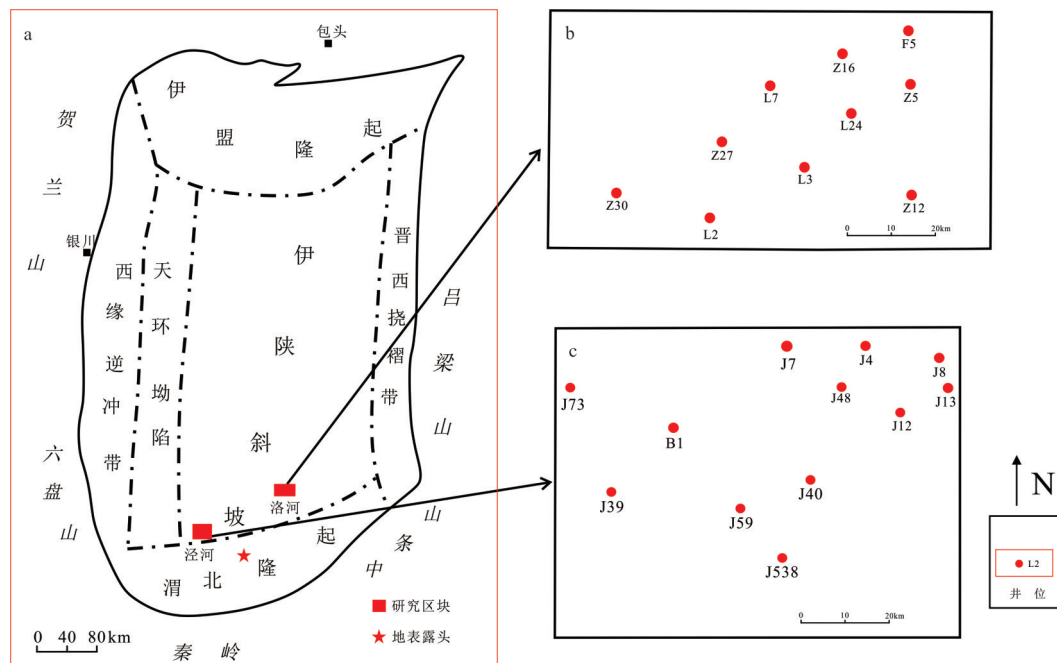 a
包头
伊盟隆起
贺兰山
银川
西缘逆冲带
天环坳陷
伊陕斜坡
晋西挠褶带
吕梁山
六盘山
洛河
泾河
渭北隆起
中条山
秦岭
研究区块
地表露头
0 40 80km
b
F5
Z16
L7
Z5
L24
Z27
L3
Z30
Z12
L2
0 10 20km
c
J7
J4
J8
J73
J48
J13
J12
B1
J40
J39
J59
J538
0 10 20km
N
L2
井位